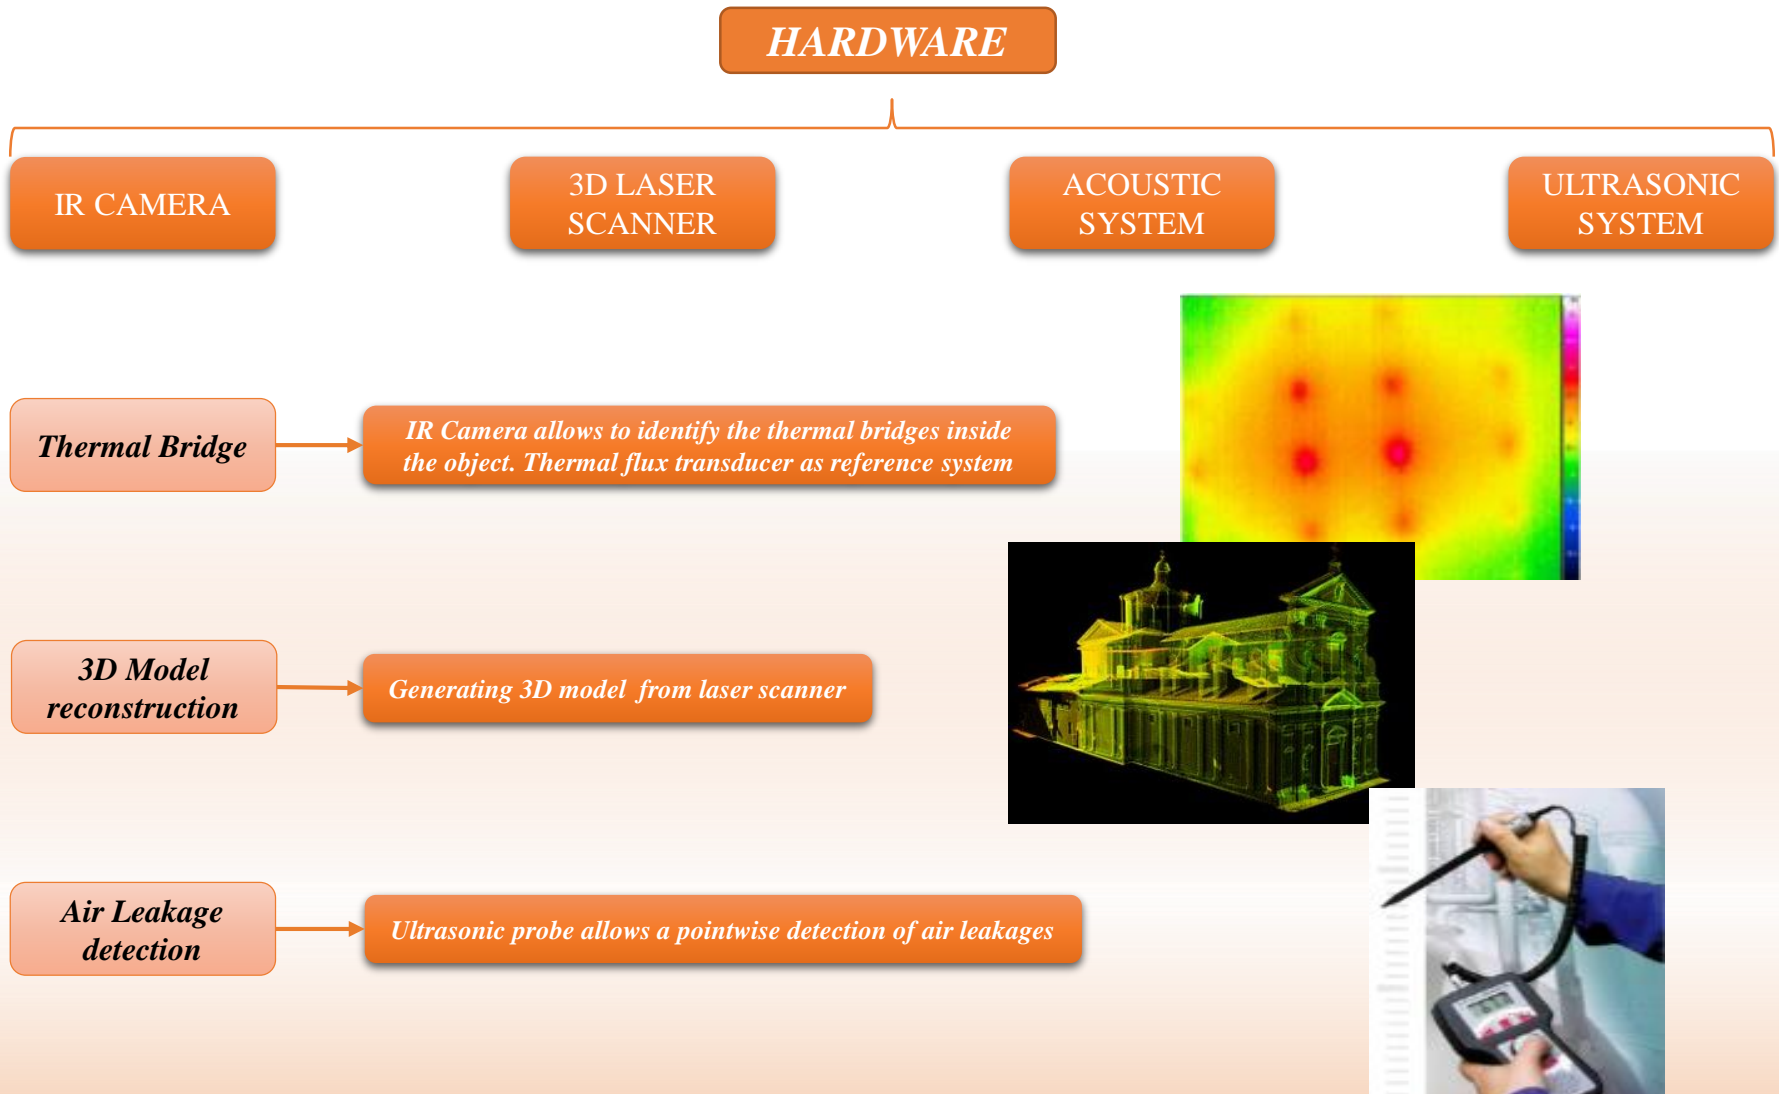 HARDWARE
IR CAMERA
3D LASER
SCANNER
ACOUSTIC
SYSTEM
ULTRASONIC
SYSTEM
Thermal Bridge
IR Camera allows to identify the thermal bridges inside
the object. Thermal flux transducer as reference system
3D Model
reconstruction
Generating 3D model from laser scanner
Air Leakage
detection
Ultrasonic probe allows a pointwise detection of air leakages